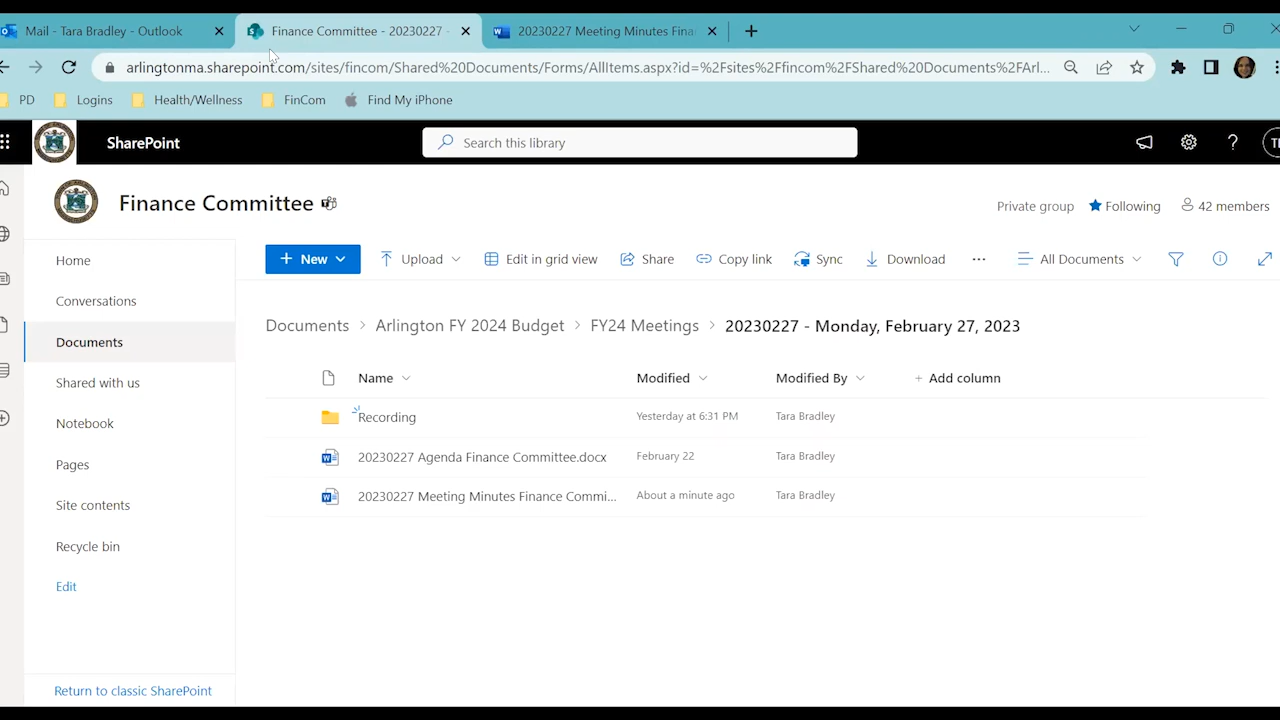 Mail - Tara Bradley - Outlook
Finance Committee - 20230227 -
20230227 Meeting Minutes Fina
arlingtonma.sharepoint.com/sites/fincom/Shared%20Documents/Forms/AllItems.aspx?id=%2Fsites%2Ffincom%2FShared%20Documents%2FArl...
PD
Logins
Health/Wellness
FinCom
Find My iPhone
SharePoint
Search this library
?
TB
Finance Committee
Private group
Following
42 members
Home
Conversations
Documents
Shared with us
Notebook
Pages
Site contents
Recycle bin
Edit
Return to classic SharePoint
+ New
Upload
Edit in grid view
Share
Copy link
Sync
Download
...
All Documents
Documents > Arlington FY 2024 Budget > FY24 Meetings > 20230227 - Monday, February 27, 2023
Name Modified Modified By + Add column
Recording Yesterday at 6:31 PM Tara Bradley
20230227 Agenda Finance Committee.docx February 22 Tara Bradley
20230227 Meeting Minutes Finance Commi... About a minute ago Tara Bradley